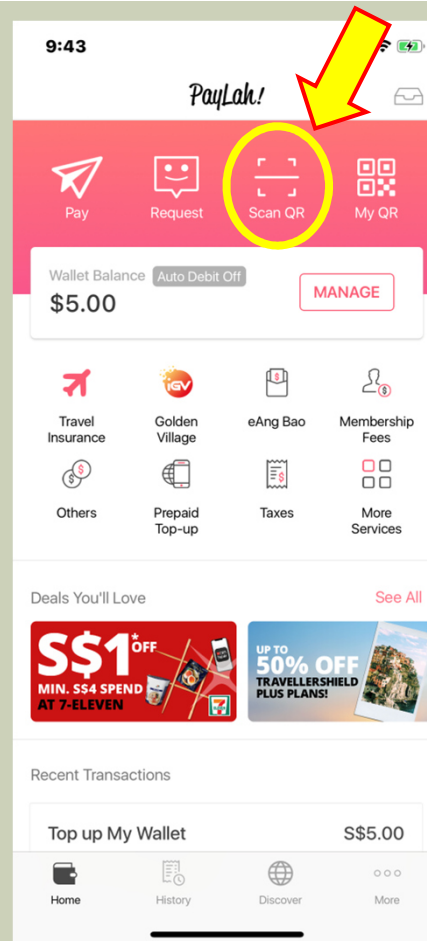 9:43
PayLah!
Pay Request Scan QR My QR
Wallet Balance Auto Debit Off
$5.00
MANAGE
Travel Insurance
Golden Village
eAng Bao
Membership Fees
Others
Prepaid Top-up
Taxes
More Services
Deals You'll Love See All
S$1* OFF
MIN. S$4 SPEND
AT 7-ELEVEN
UP TO
50% OFF
TRAVELLERSHIELD
PLUS PLANS!
Recent Transactions
Top up My Wallet S$5.00
Home History Discover More